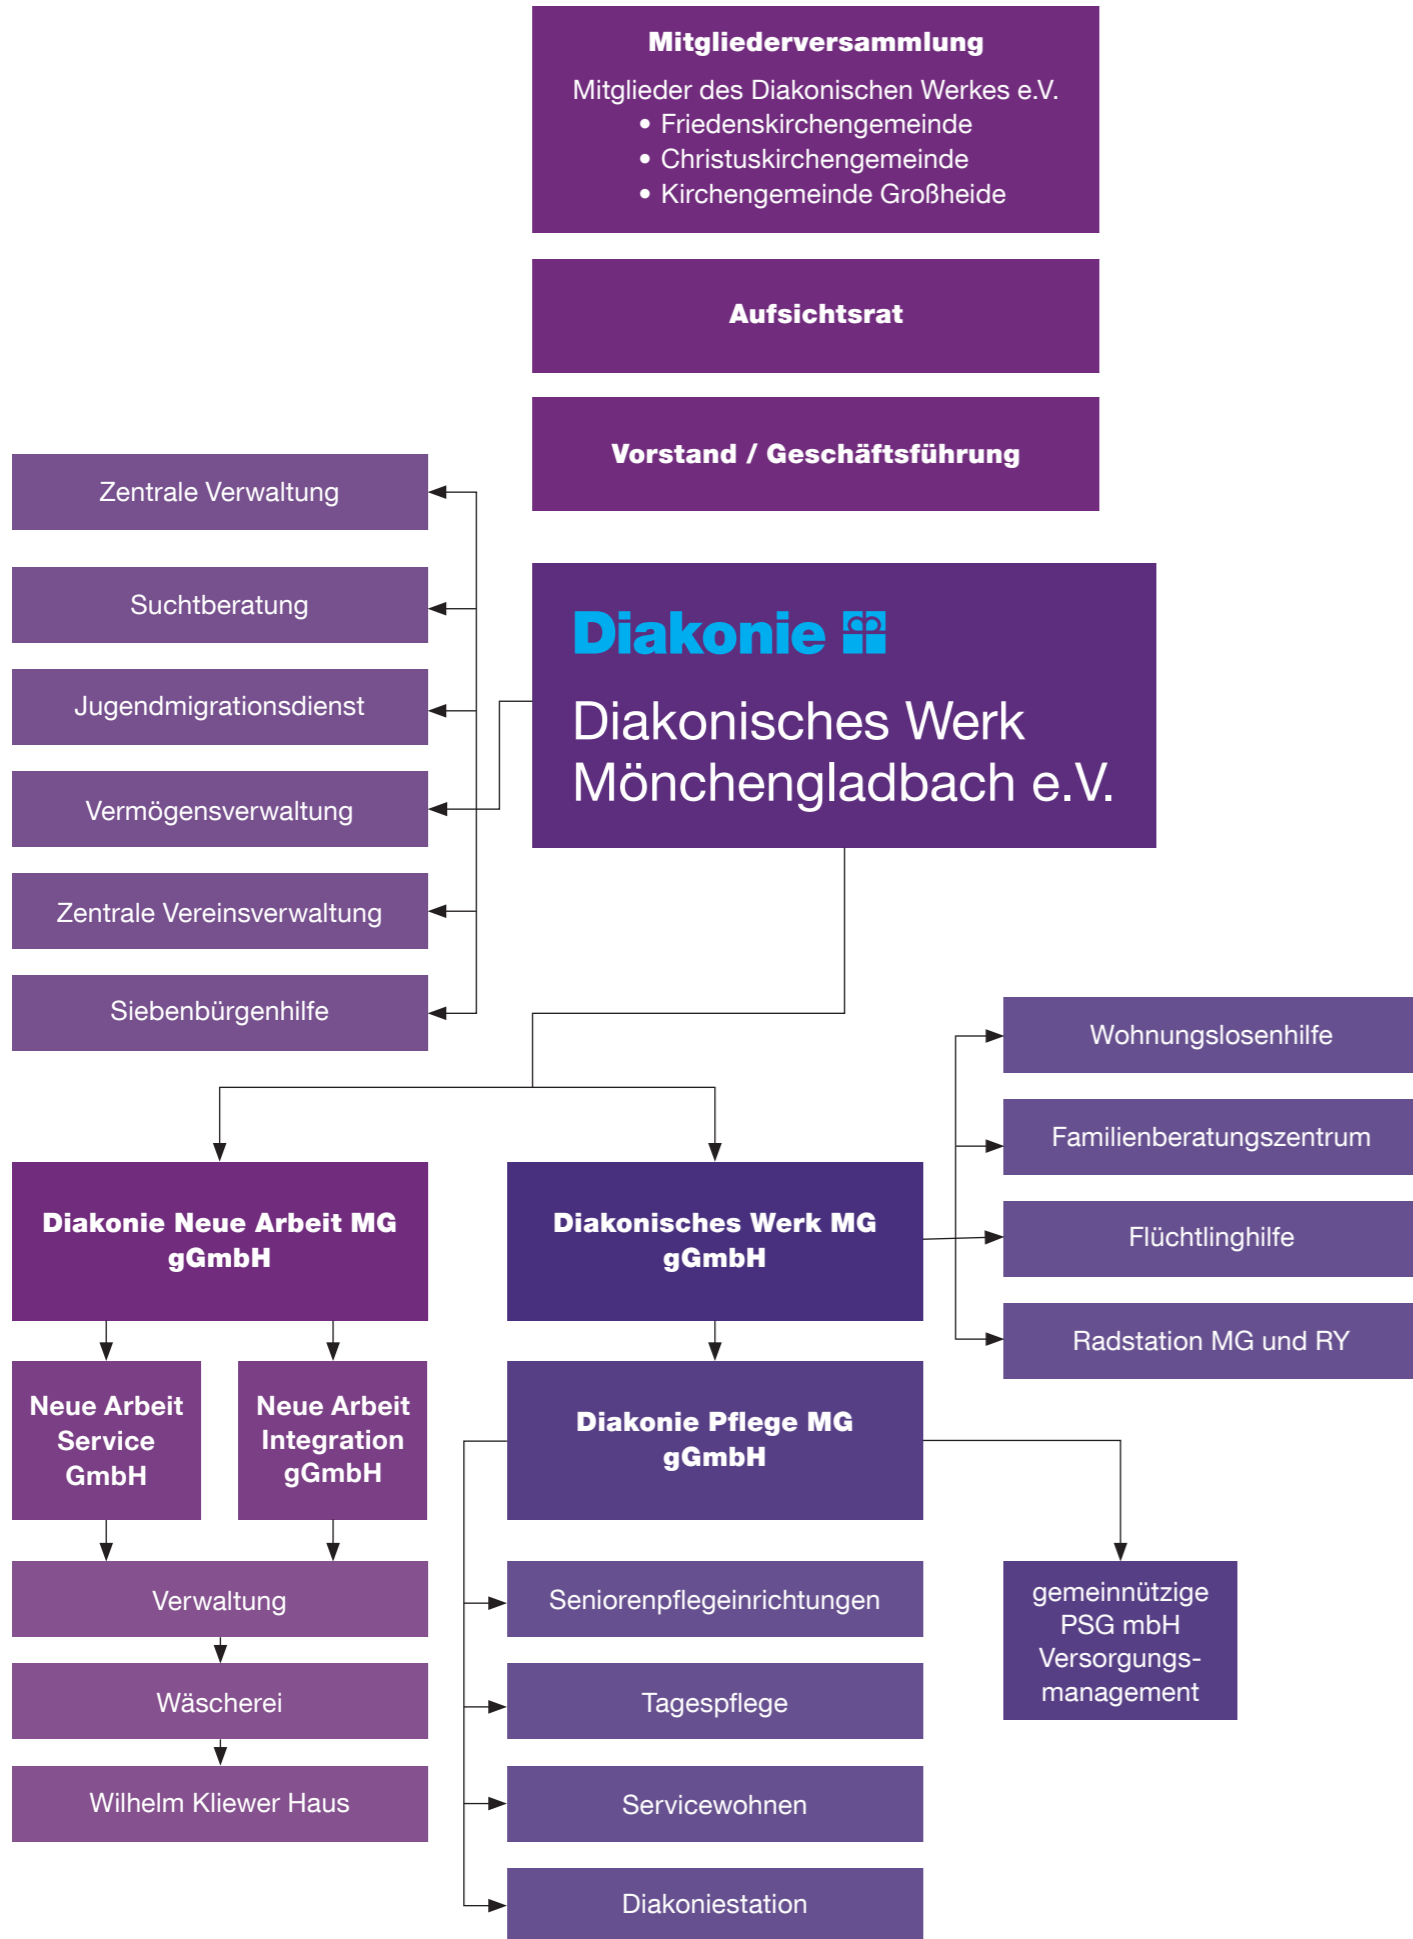 Mitgliederversammlung
Mitglieder des Diakonischen Werkes e.V.
• Friedenskirchengemeinde
• Christuskirchengemeinde
• Kirchengemeinde Großheide
Aufsichtsrat
Vorstand / Geschäftsführung
Diakonie
Diakonisches Werk
Mönchengladbach e.V.
Zentrale Verwaltung
Suchtberatung
Jugendmigrationsdienst
Vermögensverwaltung
Zentrale Vereinsverwaltung
Siebenbürgenhilfe
Diakonie Neue Arbeit MG
gGmbH
Neue Arbeit
Service
GmbH
Neue Arbeit
Integration
gGmbH
Verwaltung
Wäscherei
Wilhelm Kliewer Haus
Diakonisches Werk MG
gGmbH
Wohnungslosenhilfe
Familienberatungszentrum
Flüchtlinghilfe
Radstation MG und RY
Diakonie Pflege MG
gGmbH
Seniorenpflegeinrichtungen
Tagespflege
Servicewohnen
Diakoniestation
gemeinnützige
PSG mbH
Versorgungs-
management